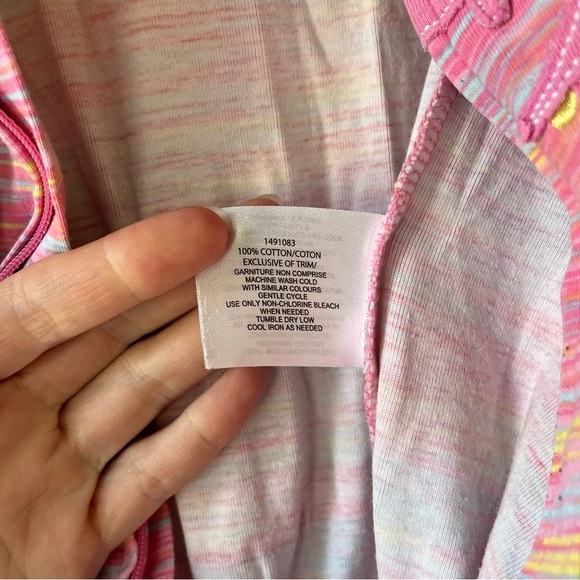 1491083
100% COTTON/COTON
EXCLUSIVE OF TRIM/
GARNITURE NON COMPRISE
MACHINE WASH COLD
WITH SIMILAR COLOURS
GENTLE CYCLE
USE ONLY NON-CHLORINE BLEACH
WHEN NEEDED
TUMBLE DRY LOW
COOL IRON AS NEEDED